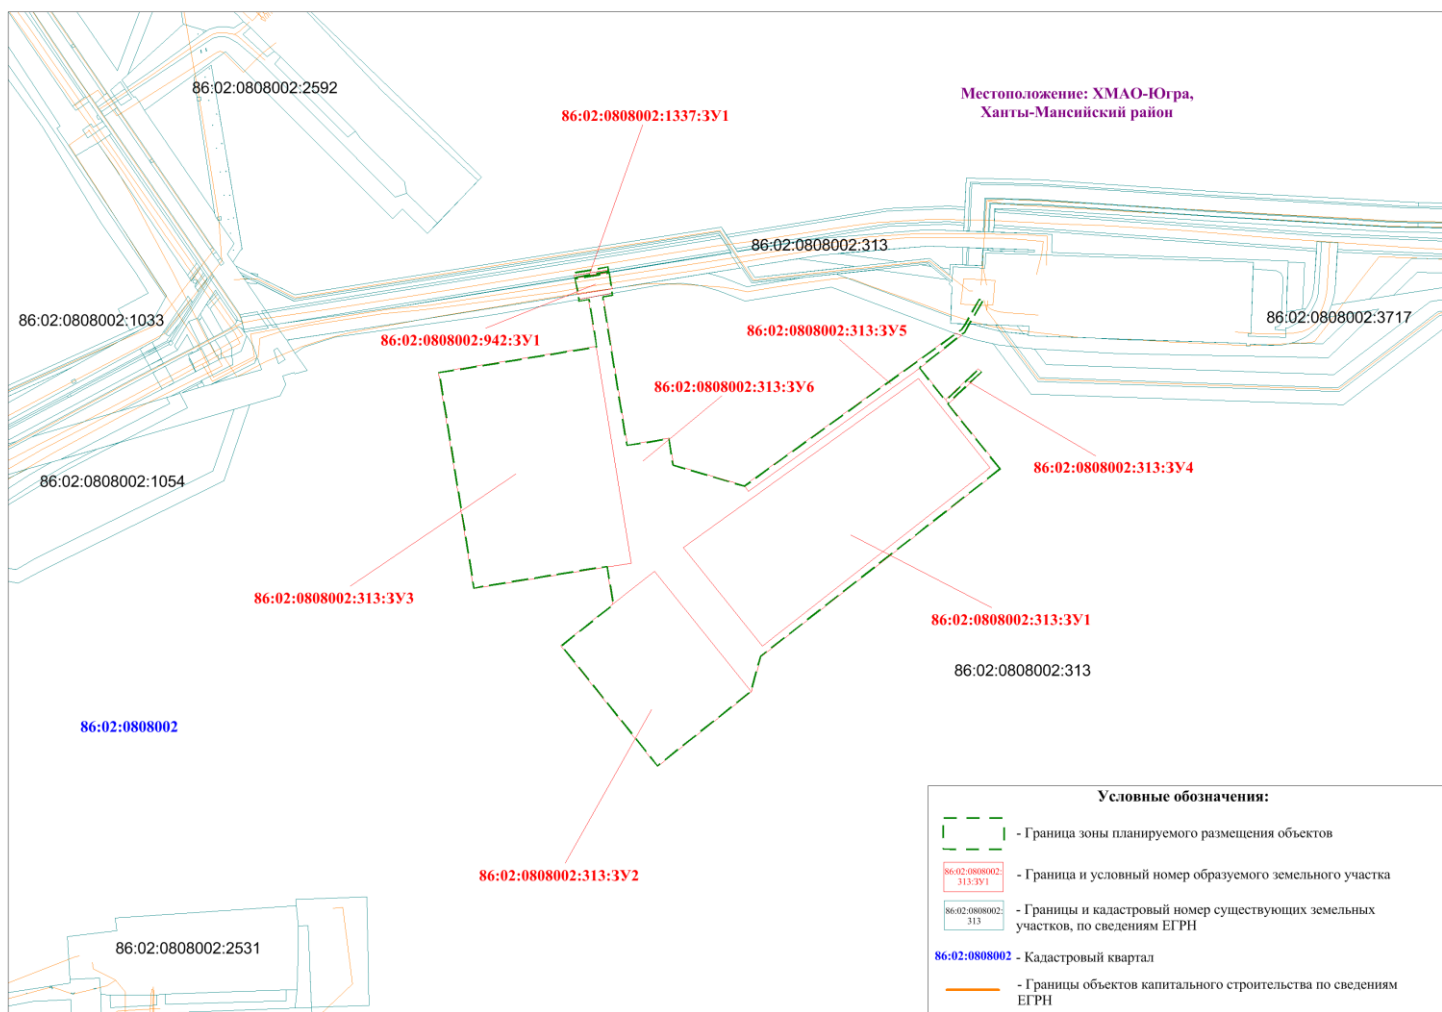 86:02:0808002:2592
Местоположение: ХМАО-Югра,
Ханты-Мансийский район
86:02:0808002:1337:ЗУ1
86:02:0808002:313
86:02:0808002:1033
86:02:0808002:3717
86:02:0808002:942:ЗУ1
86:02:0808002:313:ЗУ5
86:02:0808002:313:ЗУ6
86:02:0808002:313:ЗУ4
86:02:0808002:1054
86:02:0808002:313:ЗУ3
86:02:0808002:313:ЗУ1
86:02:0808002:313
86:02:0808002
86:02:0808002:313:ЗУ2
86:02:0808002:2531
Условные обозначения:
- Граница зоны планируемого размещения объектов
86:02:0808002:
313:ЗУ1
- Граница и условный номер образуемого земельного участка
86:02:0808002:
313
- Границы и кадастровый номер существующих земельных
участков, по сведениям ЕГРН
86:02:0808002 - Кадастровый квартал
- Границы объектов капитального строительства по сведениям
ЕГРН